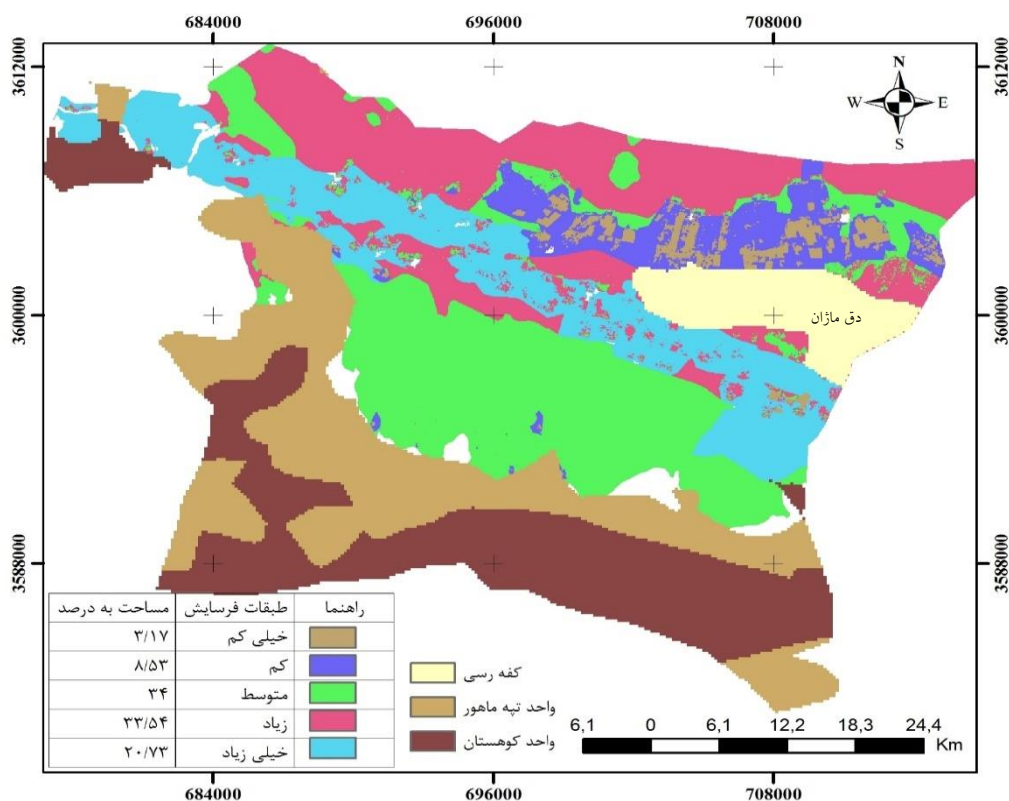 684000 696000 708000
3612000 3612000
N
W E
S
3600000 3600000
دق ماژان
3588000 3588000
راهنما طبقات فرسایش مساحت به درصد
خیلی کم ۳/۱۷
کم ۸/۵۳
متوسط ۳۴
زیاد ۳۳/۵۴
خیلی زیاد ۲۰/۷۳
کفه رسی
واحد تپه ماهور
واحد کوهستان
6,1 0 6,1 12,2 18,3 24,4
Km
684000 696000 708000